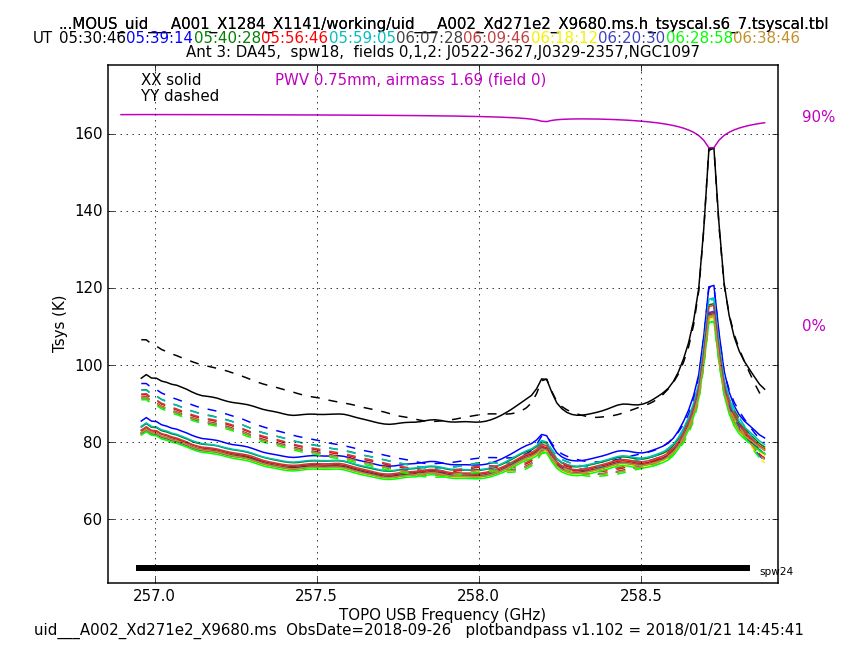 ...MOUS_uid___A001_X1284_X1141/working/uid___A002_Xd271e2_X9680.ms.h_tsyscal.s6_7.tsyscal.tbl
UT 05:30:46 05:39:14 05:40:28 05:56:46 05:59:05 06:07:28 06:09:46 06:18:12 06:20:30 06:28:58 06:38:46
Ant 3: DA45, spw18, fields 0,1,2: J0522-3627,J0329-2357,NGC1097
XX solid
PWV 0.75mm, airmass 1.69 (field 0)
YY dashed
90%
160
140
120
0%
100
80
60
Tsys (K)
spw24
257.0 257.5 258.0 258.5
TOPO USB Frequency (GHz)
uid___A002_Xd271e2_X9680.ms ObsDate=2018-09-26 plotbandpass v1.102 = 2018/01/21 14:45:41